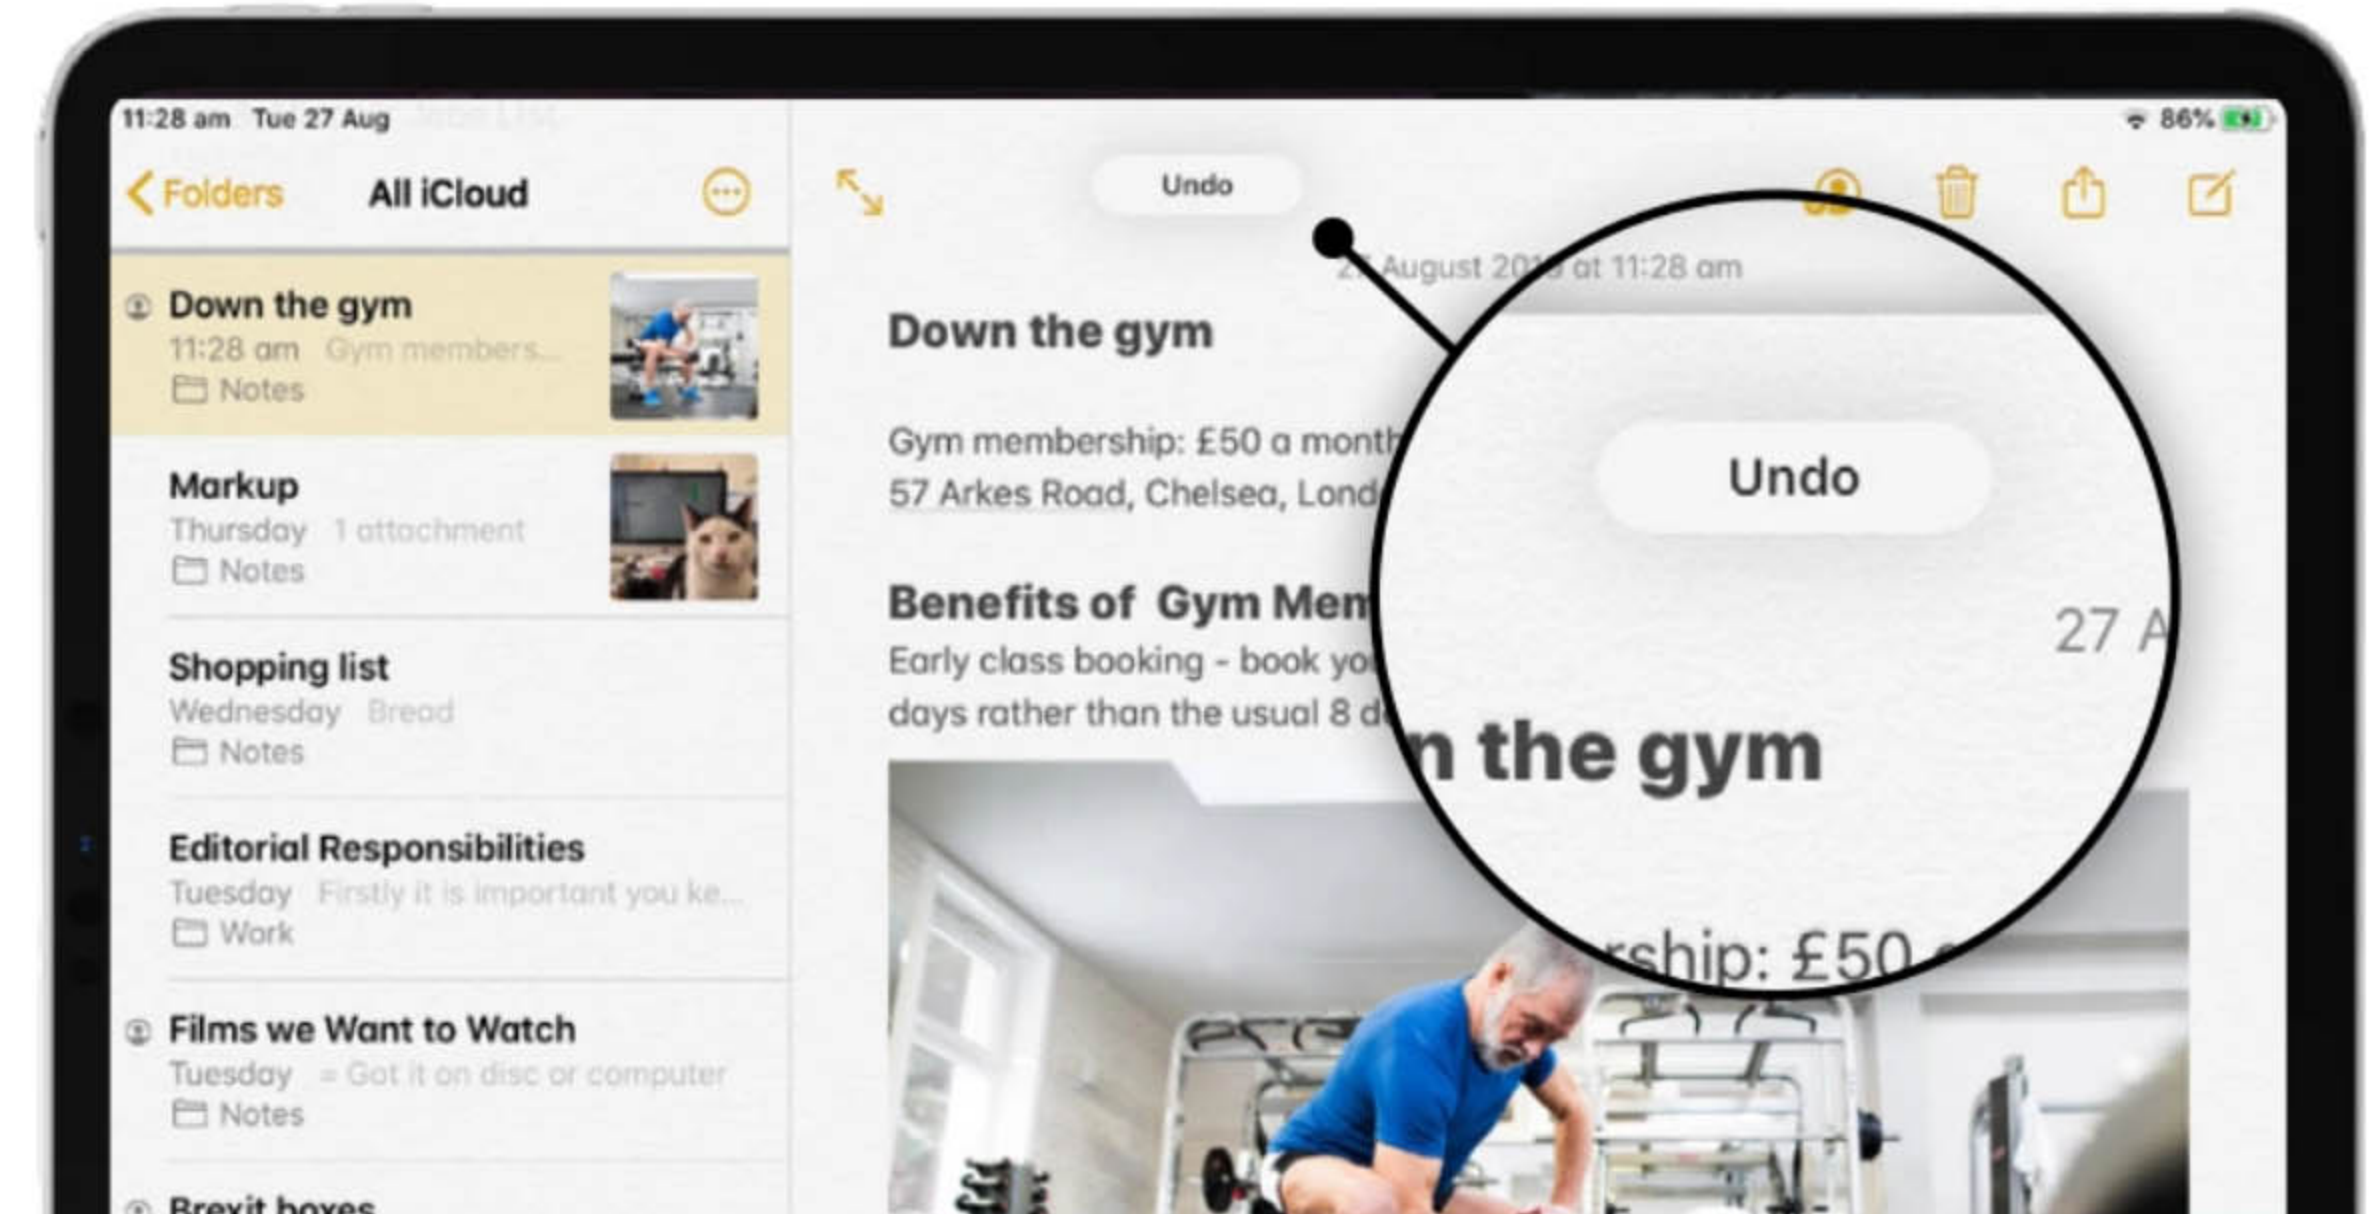 11:28 am Tue 27 Aug
86%
Folders All iCloud
Undo
Down the gym
11:28 am Gym members...
Notes
Markup
Thursday 1 attachment
Notes
Shopping list
Wednesday Bread
Notes
Editorial Responsibilities
Tuesday Firstly it is important you ke...
Work
Films we Want to Watch
Tuesday = Got it on disc or computer
Notes
Brexit boxes
27 August 2019 at 11:28 am
Down the gym
Gym membership: £50 a month
57 Arkes Road, Chelsea, Lond
Benefits of Gym Mem
Early class booking - book you
days rather than the usual 8 d
Undo
27 A
n the gym
rship: £50